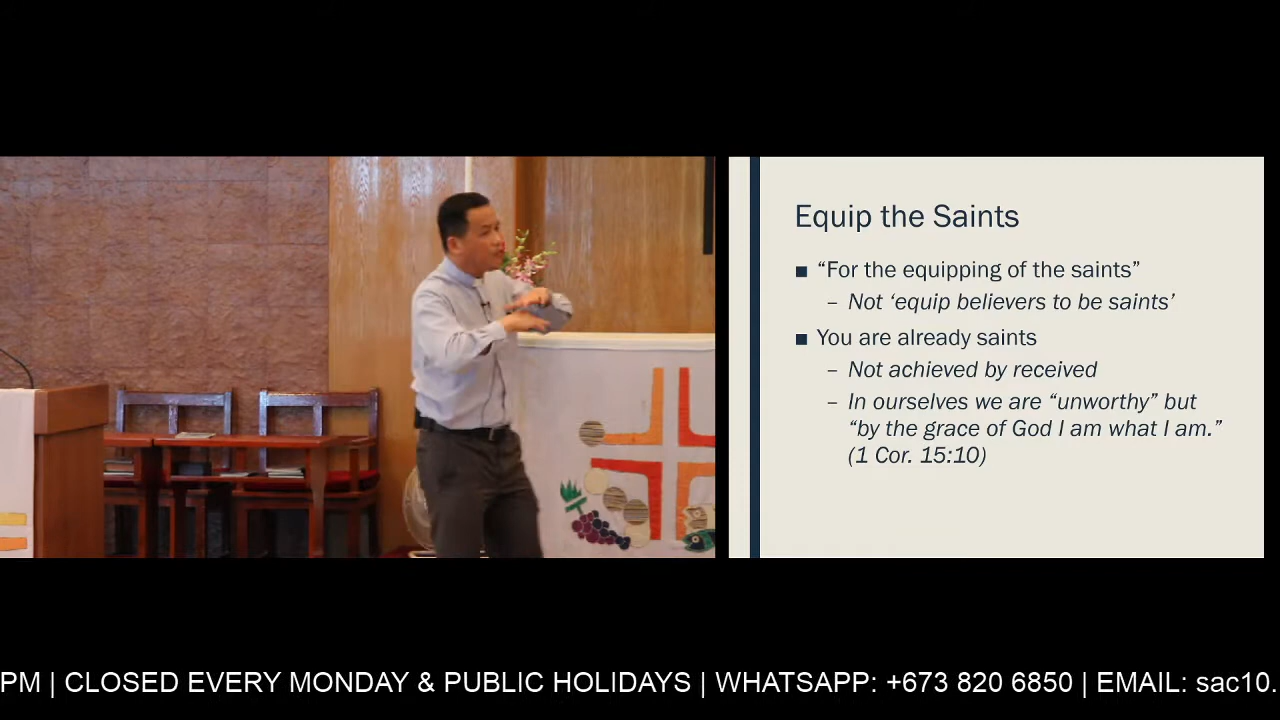 Equip the Saints
■ “For the equipping of the saints”
– Not ‘equip believers to be saints’
■ You are already saints
– Not achieved by received
– In ourselves we are “unworthy” but
“by the grace of God I am what I am.”
(1 Cor. 15:10)
PM | CLOSED EVERY MONDAY & PUBLIC HOLIDAYS | WHATSAPP: +673 820 6850 | EMAIL: sac10.